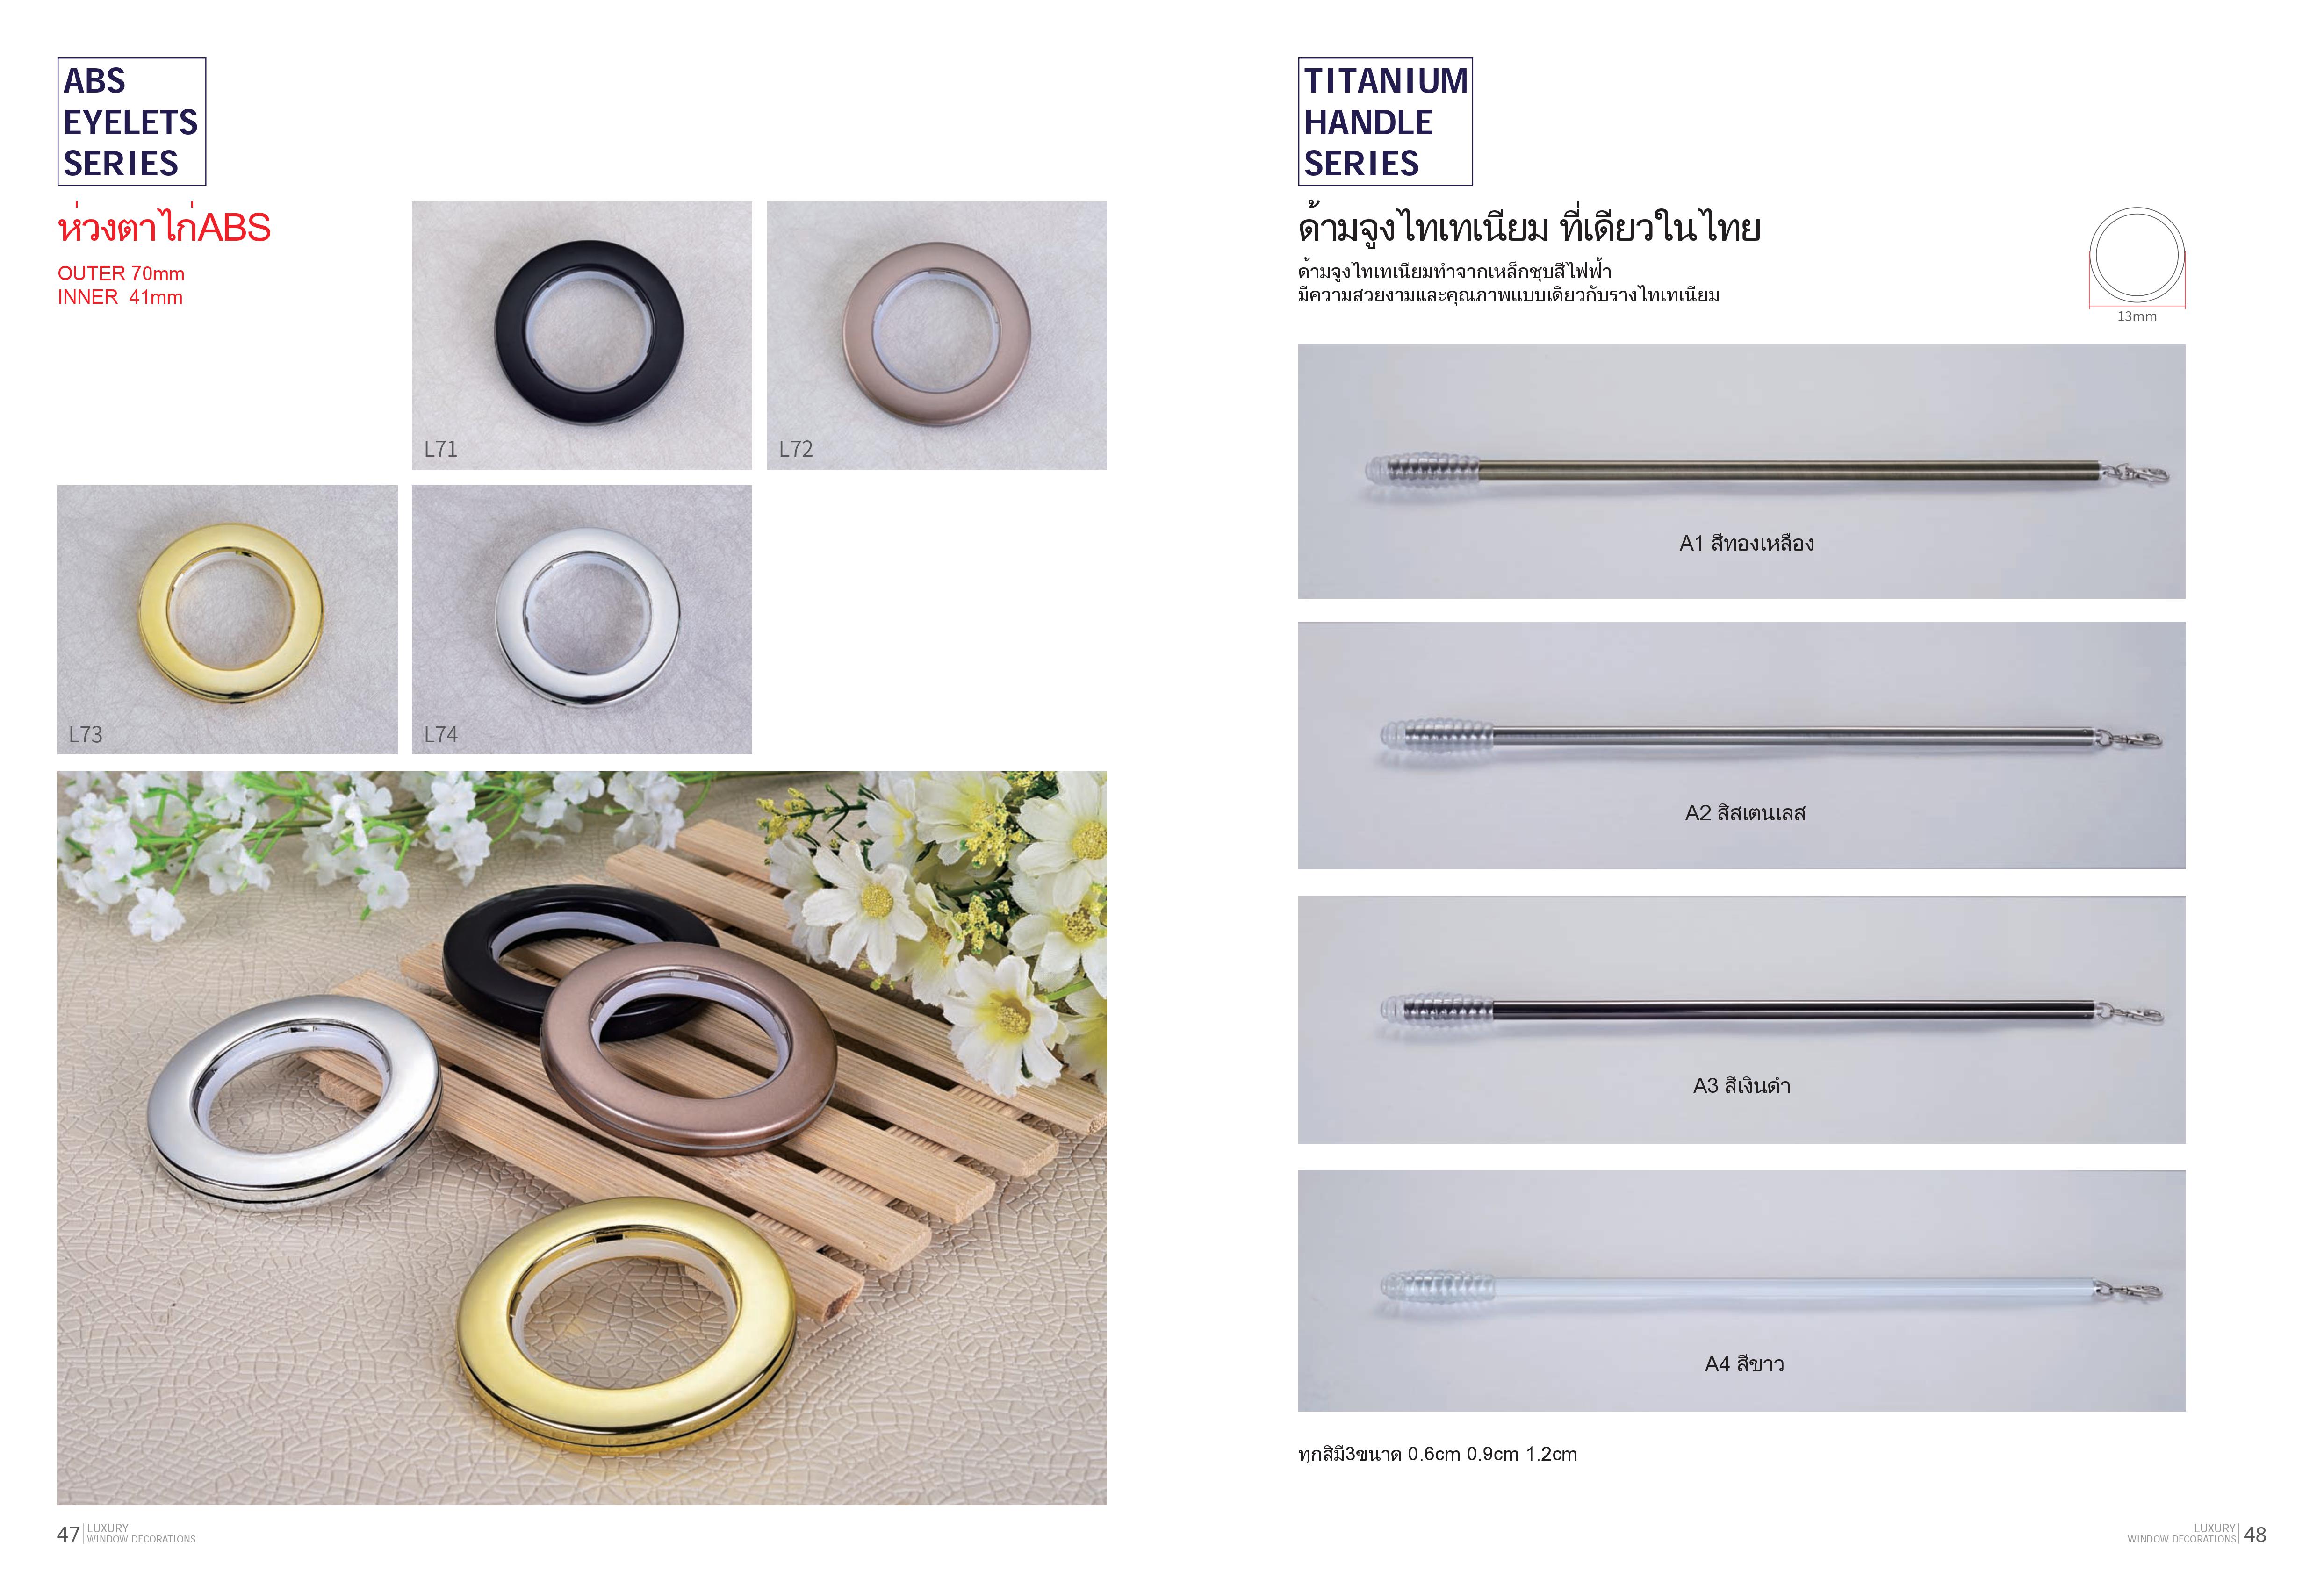 ABS
EYELETS
SERIES
ห่วงตาไก่ABS
OUTER 70mm
INNER 41mm
L71
L72
L73
L74
47
LUXURY
WINDOW DECORATIONS
TITANIUM
HANDLE
SERIES
ด้ามจูงไทเทเนียม ที่เดียวในไทย
ด้ามจูงไทเทเนียมทำจากเหล็กชุบสีไฟฟ้า
มีความสวยงามและคุณภาพแบบเดียวกับรางไทเทเนียม
13mm
A1 สีทองเหลือง
A2 สีสเตนเลส
A3 สีเงินดำ
A4 สีขาว
ทุกสีมี3ขนาด 0.6cm 0.9cm 1.2cm
LUXURY
WINDOW DECORATIONS
48